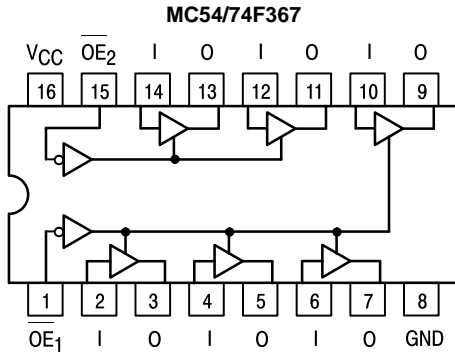 MC54/74F367
VCC OE2 I O I O I O
16 15 14 13 12 11 10 9
1 2 3 4 5 6 7 8
OE1 I O I O I O GND